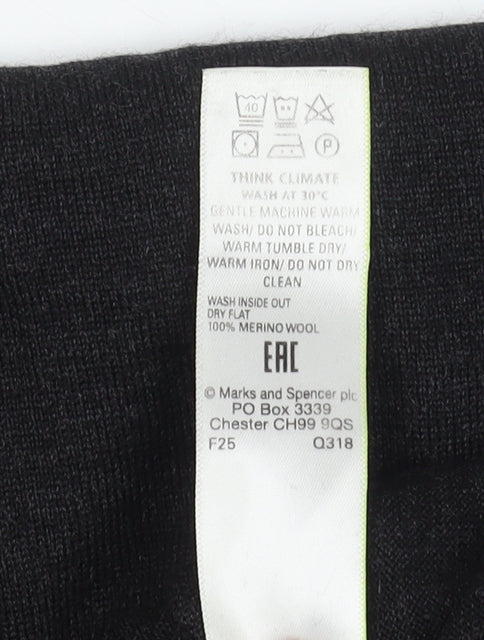 40 P
THINK CLIMATE
WASH AT 30°C
GENTLE MACHINE WARM
WASH/ DO NOT BLEACH/
WARM TUMBLE DRY/
WARM IRON/ DO NOT DRY
CLEAN
WASH INSIDE OUT
DRY FLAT
100% MERINO WOOL
EAC
© Marks and Spencer plc
PO Box 3339
Chester CH99 9QS
F25 Q318